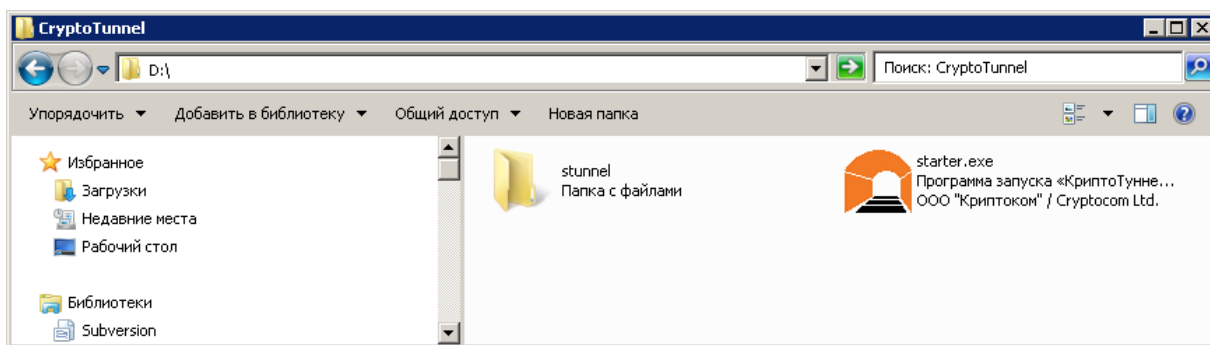 CryptoTunnel
D:\
Поиск: CryptoTunnel
Упорядочить
Добавить в библиотеку
Общий доступ
Новая папка
Избранное
Загрузки
Недавние места
Рабочий стол
Библиотеки
Subversion
stunnel
Папка с файлами
starter.exe
Программа запуска «КриптоТунне...
ООО "Криптоком" / Cryptocom Ltd.